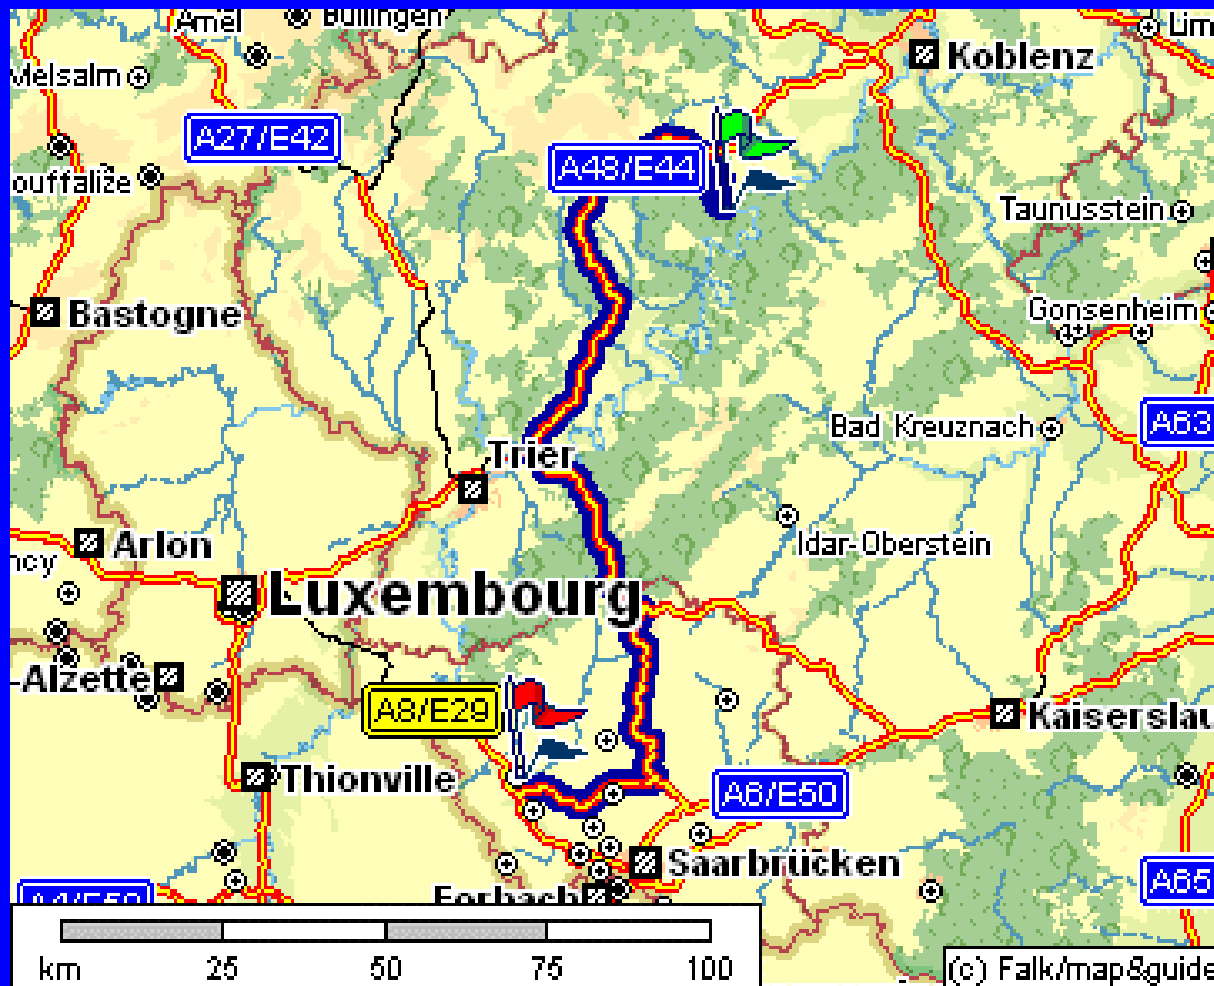 Amel
Büllingen
Lim
Koblenz
Vielsalm
A27/E42
A48/E44
ouffalize
Taunusstein
Bastogne
Gonsenheim
Bad Kreuznach
A63
Trier
Arlon
Idar-Oberstein
ncy
Luxembourg
-Alzette
A8/E29
Kaiserslau
Thionville
A6/E50
Saarbrücken
A65
Forbach
km 25 50 75 100
(c) Falk/map&guide